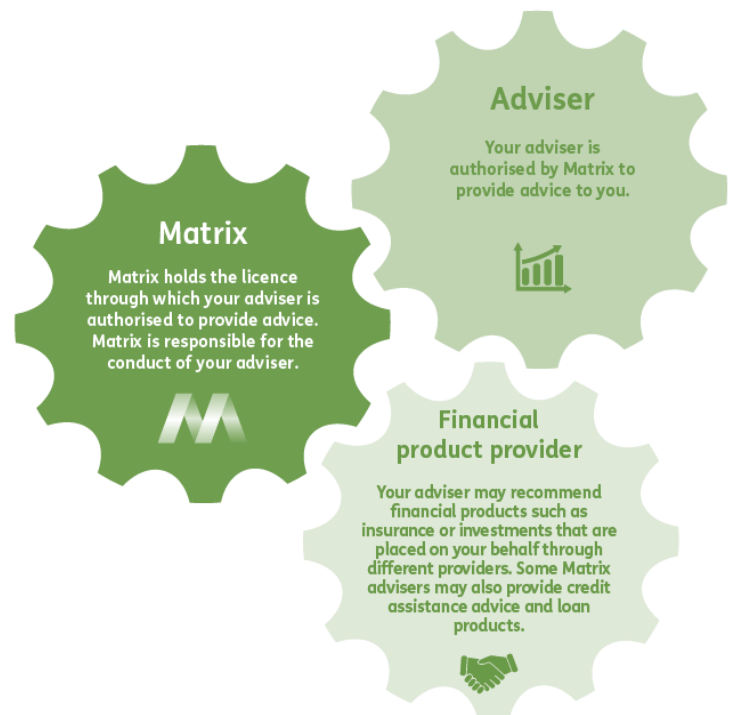 Adviser
Your adviser is
authorised by Matrix to
provide advice to you.
Matrix
Matrix holds the licence
through which your adviser is
authorised to provide advice.
Matrix is responsible for the
conduct of your adviser.
Financial
product provider
Your adviser may recommend
financial products such as
insurance or investments that are
placed on your behalf through
different providers. Some Matrix
advisers may also provide credit
assistance advice and loan
products.